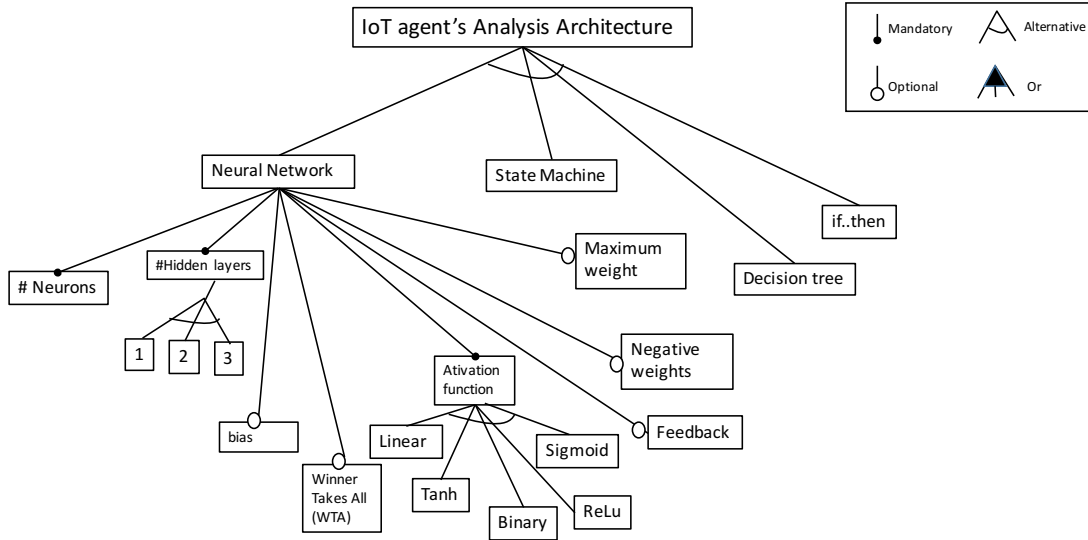 IoT agent's Analysis Architecture
Mandatory
Alternative
Optional
Or
Neural Network
State Machine
if..then
Decision tree
# Neurons
#Hidden layers
Maximum
weight
1
2
3
Negative
weights
Ativation
function
bias
Linear
Sigmoid
Feedback
Winner
Takes All
(WTA)
Tanh
Binary
ReLu